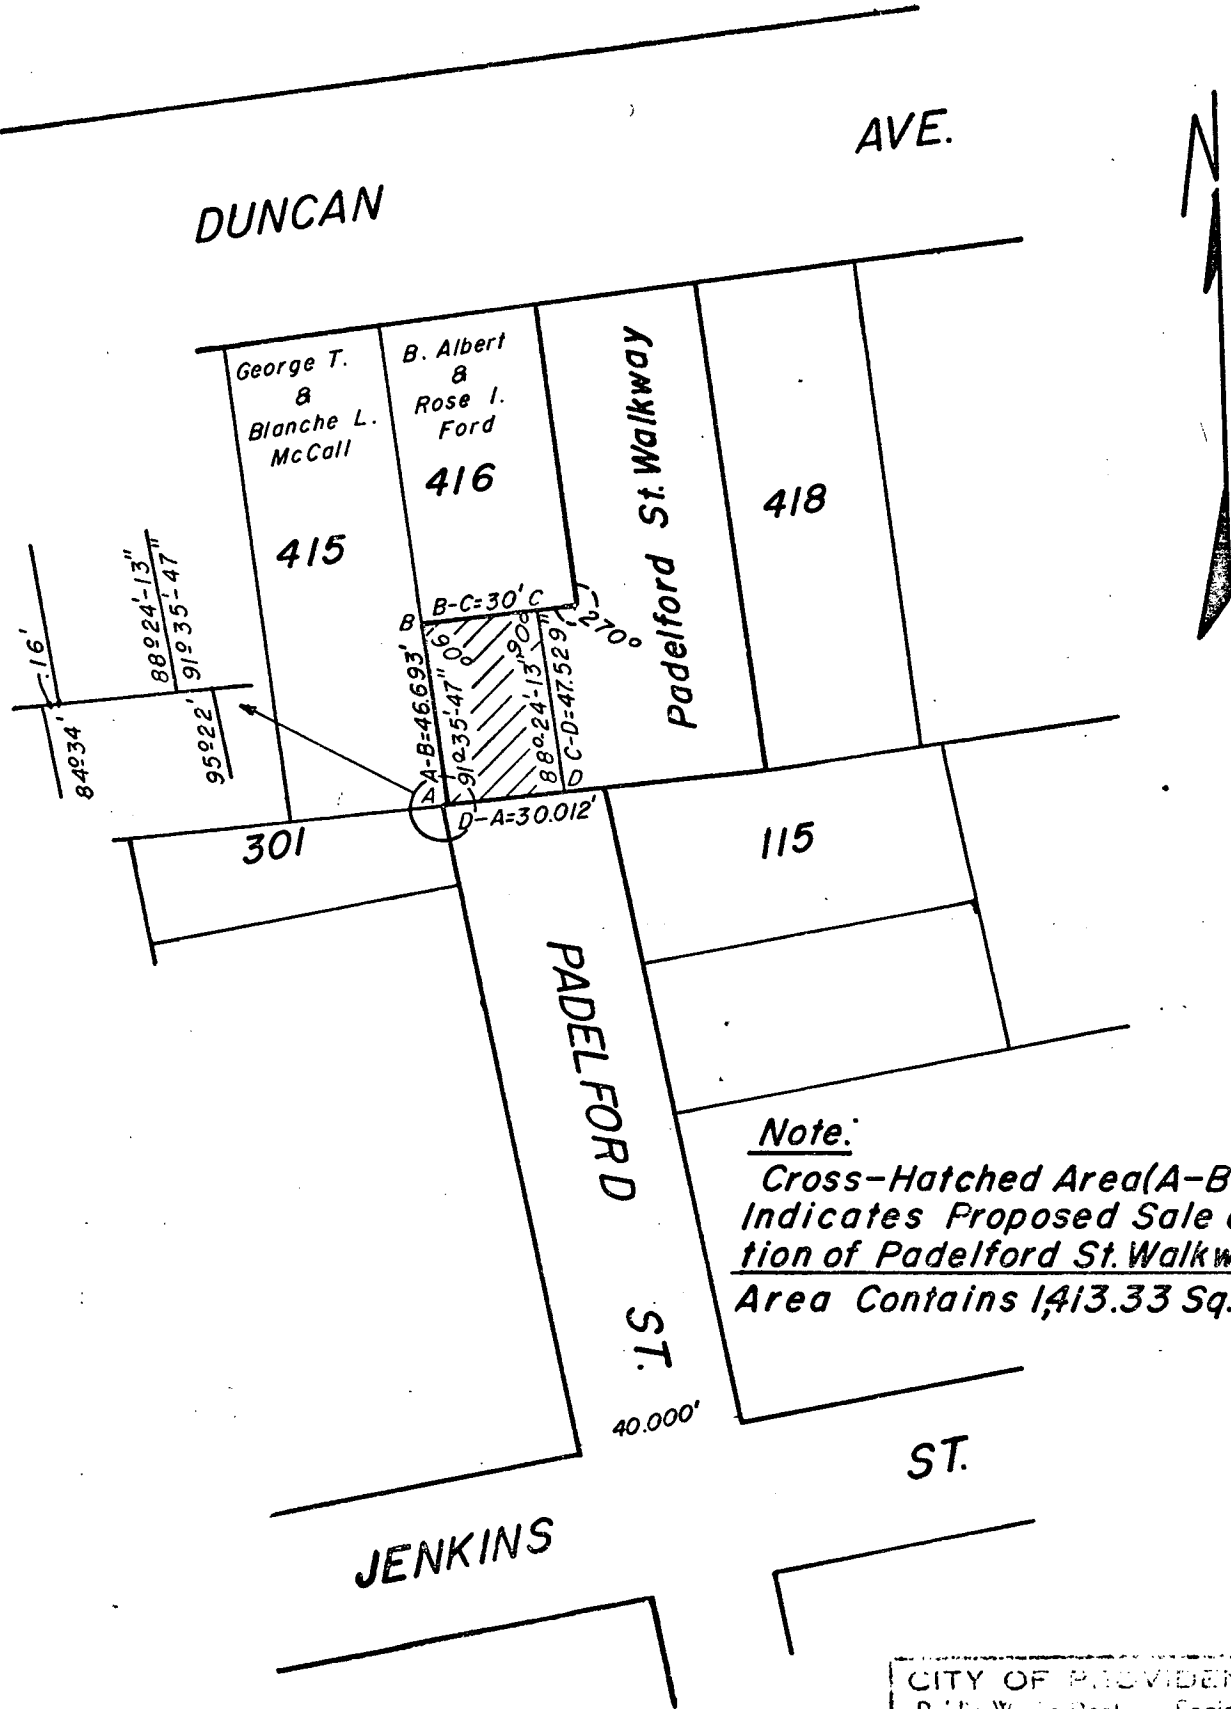 DUNCAN AVE.
N
George T.
&
Blanche L.
McCall
415
B. Albert
&
Rose I.
Ford
416
Padelford St. Walkway
418
B-C=30'
B
C
270°
90°
90°
A-B=46.693'
91°-35'-47"
88°-24'-13"
C-D=47.529'
A
D
D-A=30.012'
.16'
88°24'-13"
91°35'-47"
84°34'
95°22'
301
115
PADELFORD ST.
40.000'
JENKINS ST.
Note:
Cross-Hatched Area(A-B
Indicates Proposed Sale
tion of Padelford St. Walkw
Area Contains 1,413.33 Sq.
CITY OF PROVIDEN